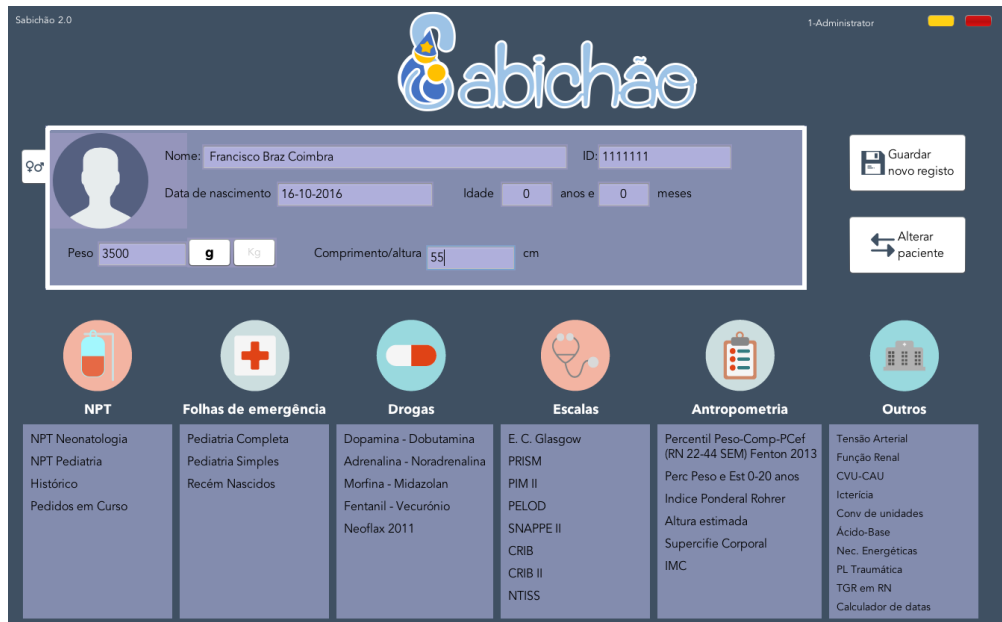 Sabichão 2.0
1-Administrator
Sabichão
Nome: Francisco Braz Coimbra ID: 1111111
Data de nascimento 16-10-2016 Idade 0 anos e 0 meses
Peso 3500 g Kg Comprimento/altura 55 cm
Guardar
novo registo
Alterar
paciente
NPT
NPT Neonatologia
NPT Pediatria
Histórico
Pedidos em Curso
Folhas de emergência
Pediatria Completa
Pediatria Simples
Recém Nascidos
Drogas
Dopamina - Dobutamina
Adrenalina - Noradrenalina
Morfina - Midazolan
Fentanil - Vecurónio
Neoflax 2011
Escalas
E. C. Glasgow
PRISM
PIM II
PELOD
SNAPPE II
CRIB
CRIB II
NTISS
Antropometria
Percentil Peso-Comp-PCef
(RN 22-44 SEM) Fenton 2013
Perc Peso e Est 0-20 anos
Indice Ponderal Rohrer
Altura estimada
Supercifie Corporal
IMC
Outros
Tensão Arterial
Função Renal
CVU-CAU
Icterícia
Conv de unidades
Ácido-Base
Nec. Energéticas
PL Traumática
TGR em RN
Calculador de datas